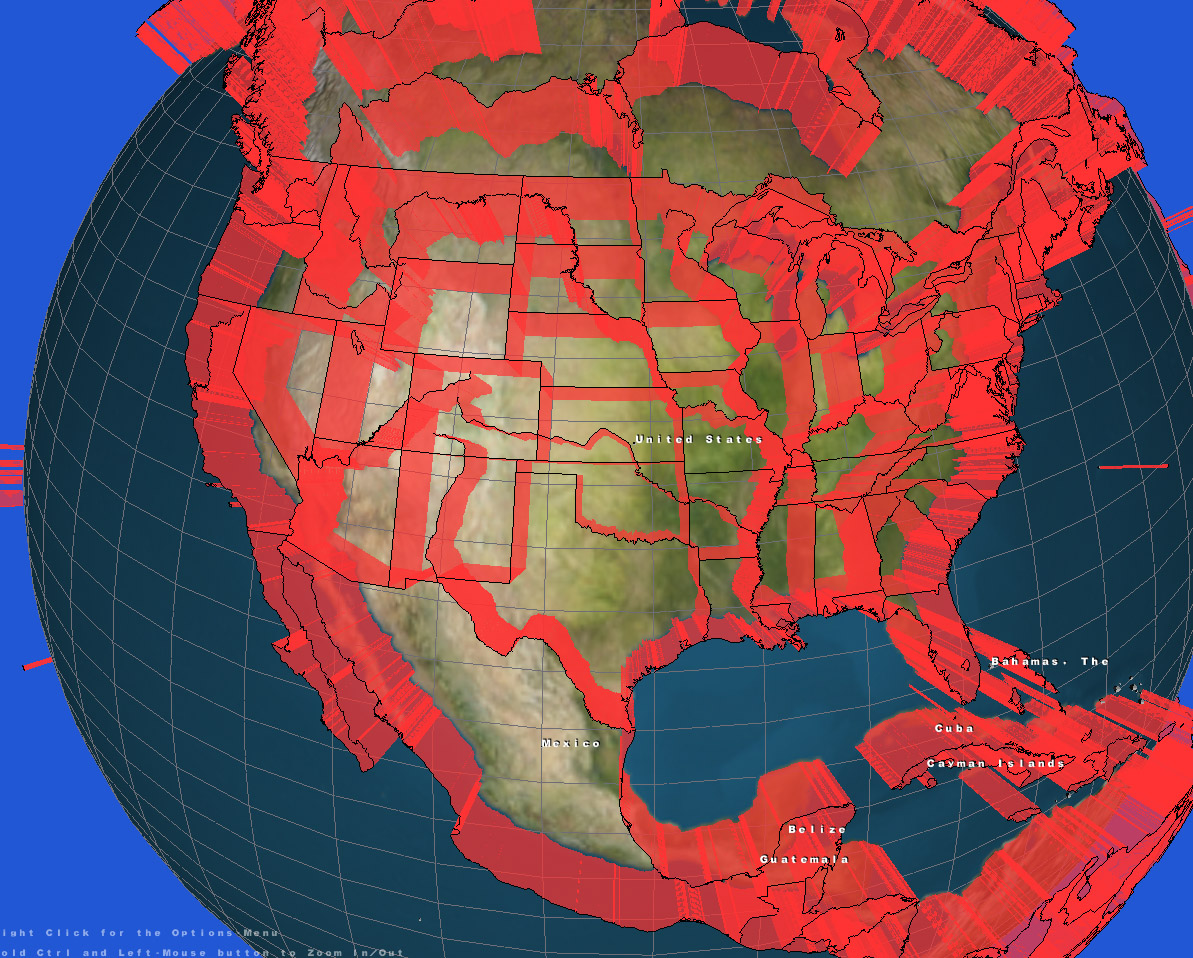 United States
Bahamas, The
Cuba
Mexico
Cayman Islands
Belize
Guatemala
ight Click for the Options Menu
old Ctrl and Left-Mouse button to Zoom In/Out